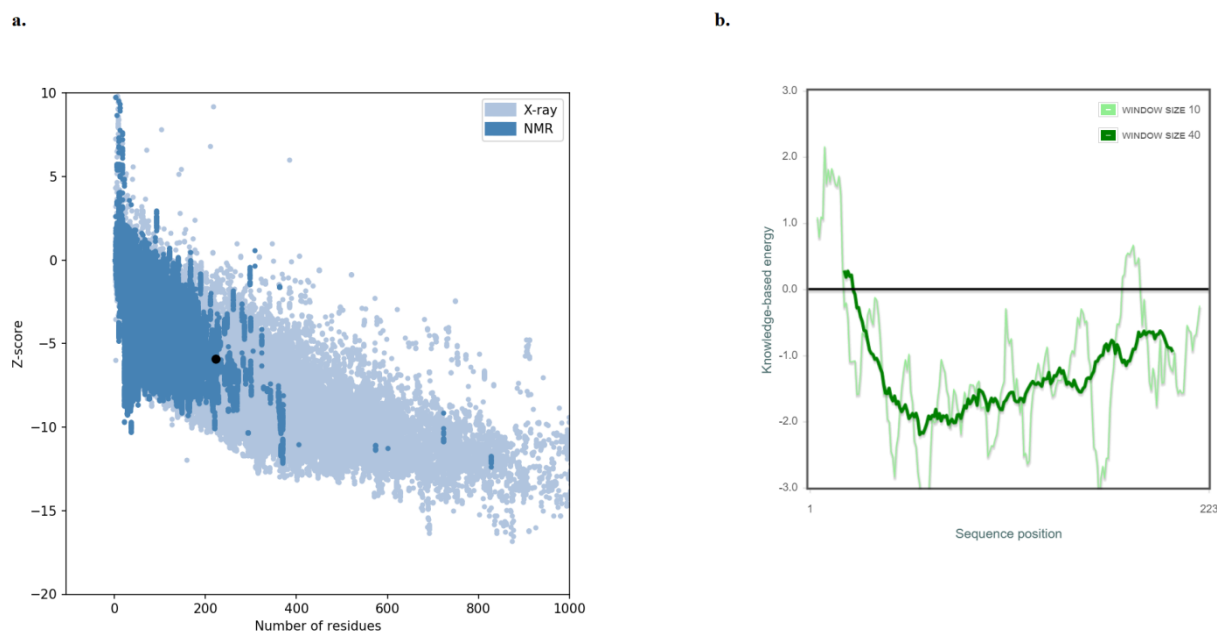 a.
b.
10
5
0
−5
−10
−15
−20
0
200
400
600
800
1000
Z-score
Number of residues
X-ray
NMR
3.0
2.0
1.0
0.0
-1.0
-2.0
-3.0
1
223
Knowledge-based energy
Sequence position
WINDOW SIZE 10
WINDOW SIZE 40